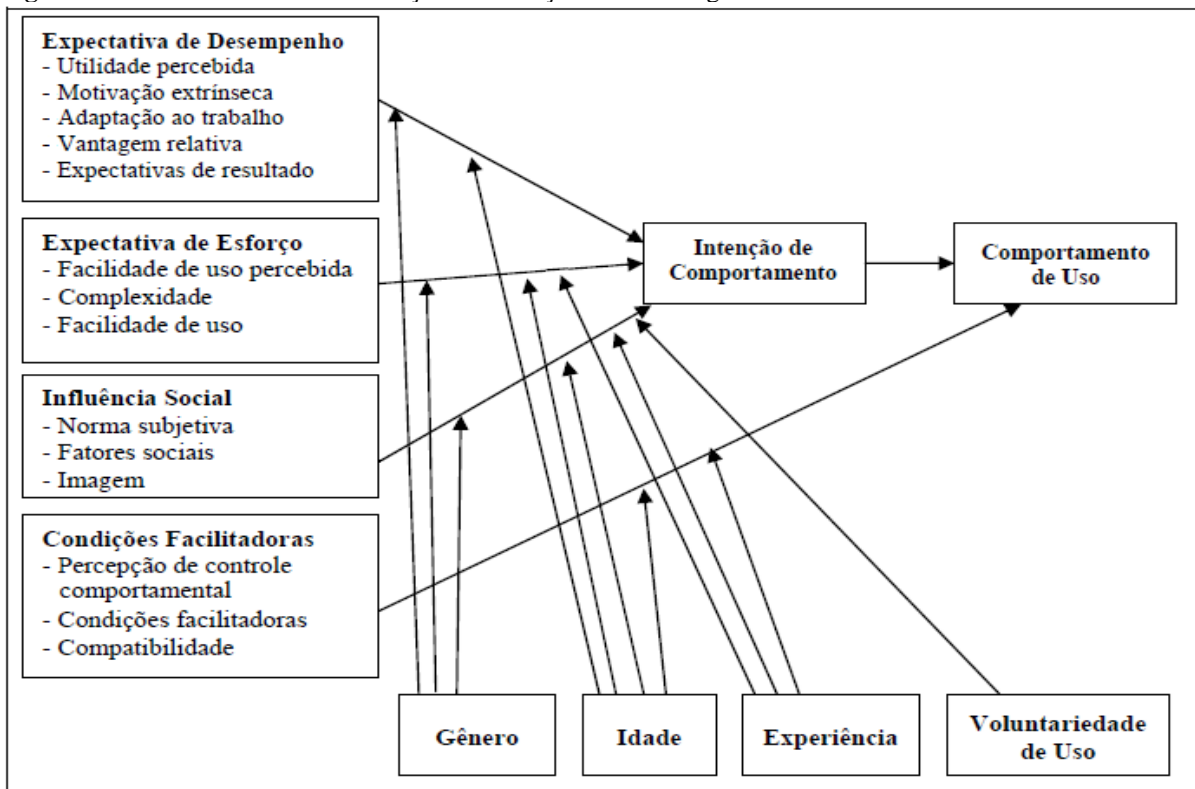 Expectativa de Desempenho
- Utilidade percebida
- Motivação extrínseca
- Adaptação ao trabalho
- Vantagem relativa
- Expectativas de resultado
Expectativa de Esforço
- Facilidade de uso percebida
- Complexidade
- Facilidade de uso
Influência Social
- Norma subjetiva
- Fatores sociais
- Imagem
Condições Facilitadoras
- Percepção de controle
comportamental
- Condições facilitadoras
- Compatibilidade
Intenção de
Comportamento
Comportamento
de Uso
Gênero
Idade
Experiência
Voluntariedade
de Uso